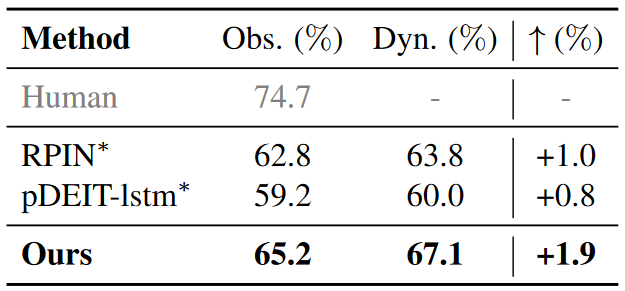 Method Obs. (%) Dyn. (%) ↑ (%)
Human 74.7 - -
RPIN* 62.8 63.8 +1.0
pDEIT-lstm* 59.2 60.0 +0.8
Ours 65.2 67.1 +1.9